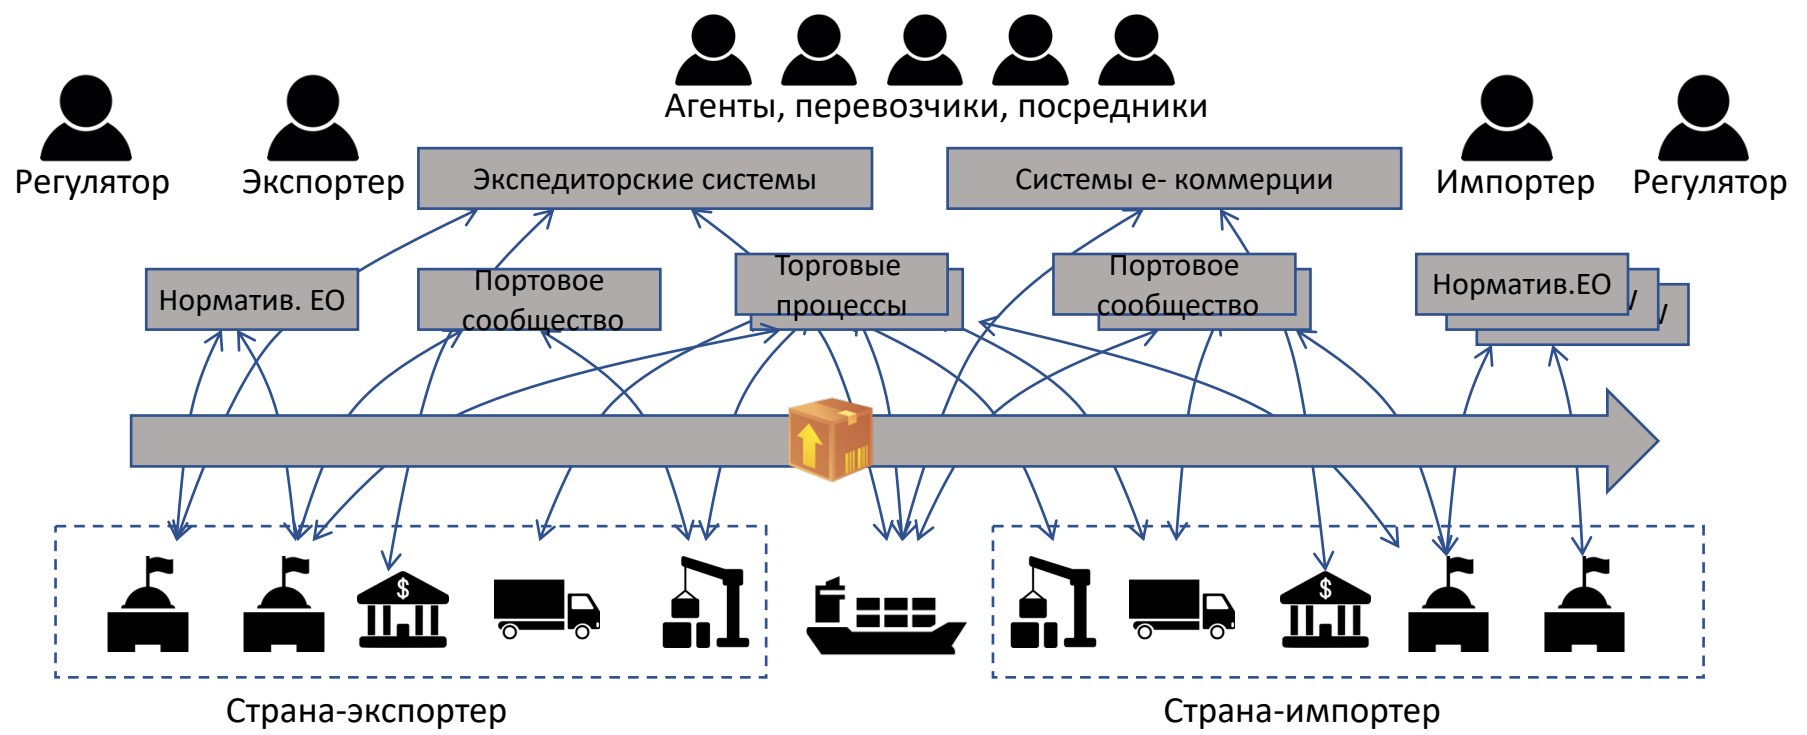 Агенты, перевозчики, посредники
Регулятор
Экспортер
Экспедиторские системы
Системы е- коммерции
Импортер
Регулятор
Норматив. ЕО
Портовое
сообщество
Торговые
процессы
Портовое
сообщество
Норматив.ЕО
$
$
Страна-экспортер
Страна-импортер